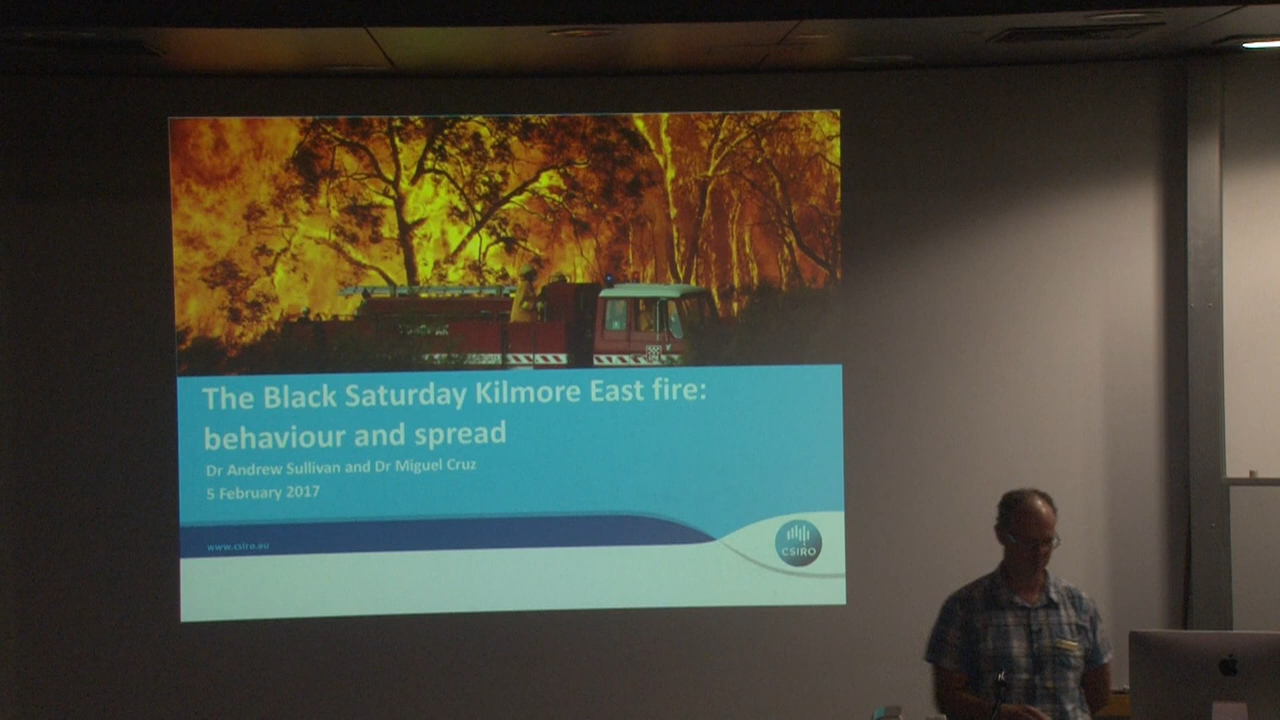 The Black Saturday Kilmore East fire:
behaviour and spread
Dr Andrew Sullivan and Dr Miguel Cruz
5 February 2017
www.csiro.au
CSIRO